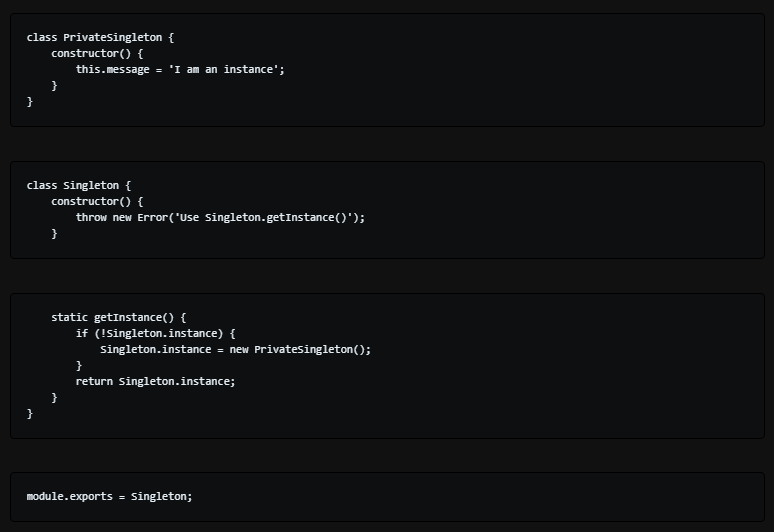 class PrivateSingleton {
    constructor() {
        this.message = 'I am an instance';
    }
}
class Singleton {
    constructor() {
        throw new Error('Use Singleton.getInstance()');
    }
    static getInstance() {
        if (!Singleton.instance) {
            Singleton.instance = new PrivateSingleton();
        }
        return Singleton.instance;
    }
}
module.exports = Singleton;